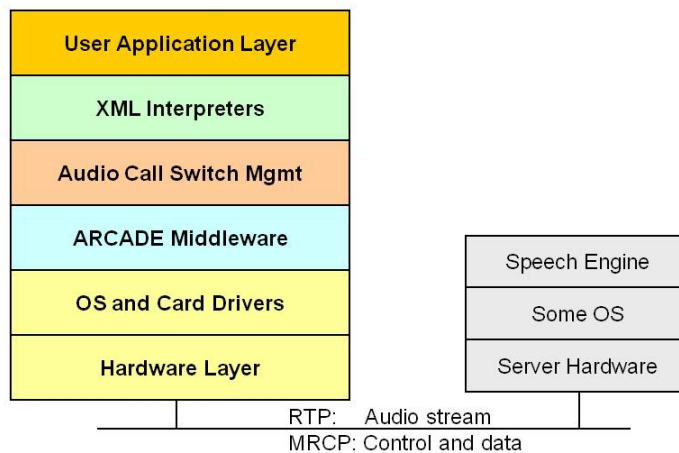 User Application Layer
XML Interpreters
Audio Call Switch Mgmt
ARCADE Middleware
OS and Card Drivers
Hardware Layer
Speech Engine
Some OS
Server Hardware
RTP: Audio stream
MRCP: Control and data